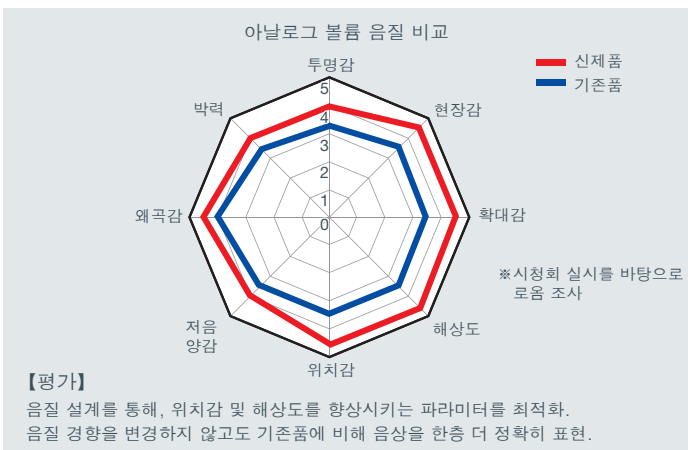 아날로그 볼륨 음질 비교
신제품
기존품
투명감
현장감
확대감
해상도
위치감
저음
양감
왜곡감
박력
5
4
3
2
1
0
※시청회 실시를 바탕으로
로옴 조사
【평가】
음질 설계를 통해, 위치감 및 해상도를 향상시키는 파라미터를 최적화.
음질 경향을 변경하지 않고도 기존품에 비해 음상을 한층 더 정확히 표현.